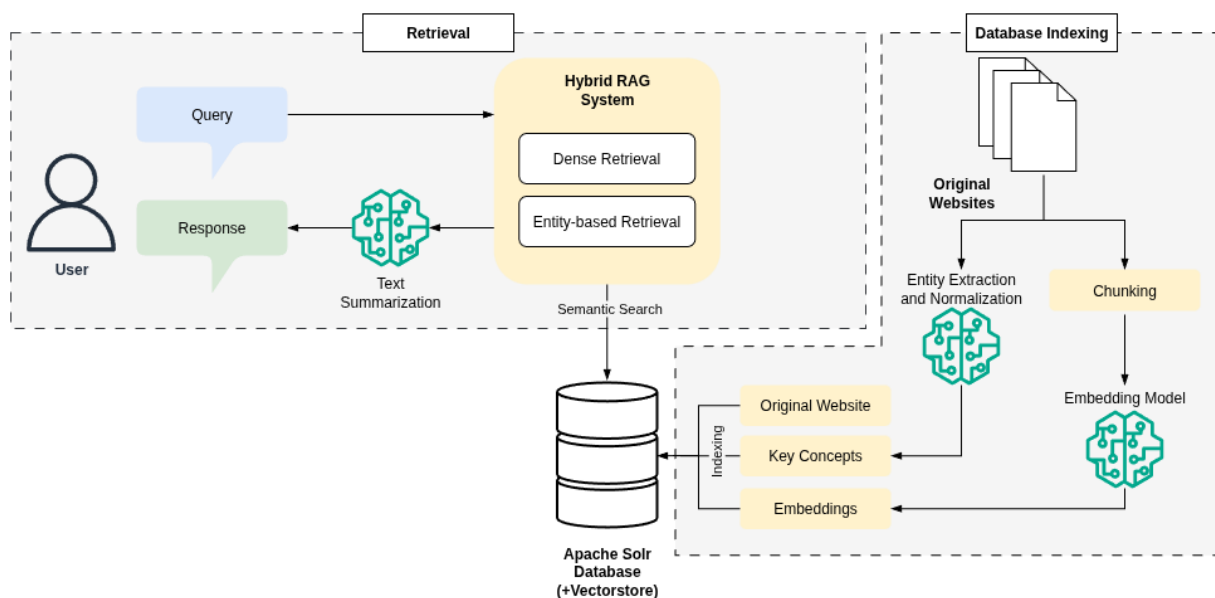 Retrieval
Database Indexing
Query
Hybrid RAG
System
Dense Retrieval
Entity-based Retrieval
Response
User
Text
Summarization
Semantic Search
Original
Websites
Entity Extraction
and Normalization
Chunking
Embedding Model
Original Website
Key Concepts
Embeddings
Indexing
Apache Solr
Database
(+Vectorstore)